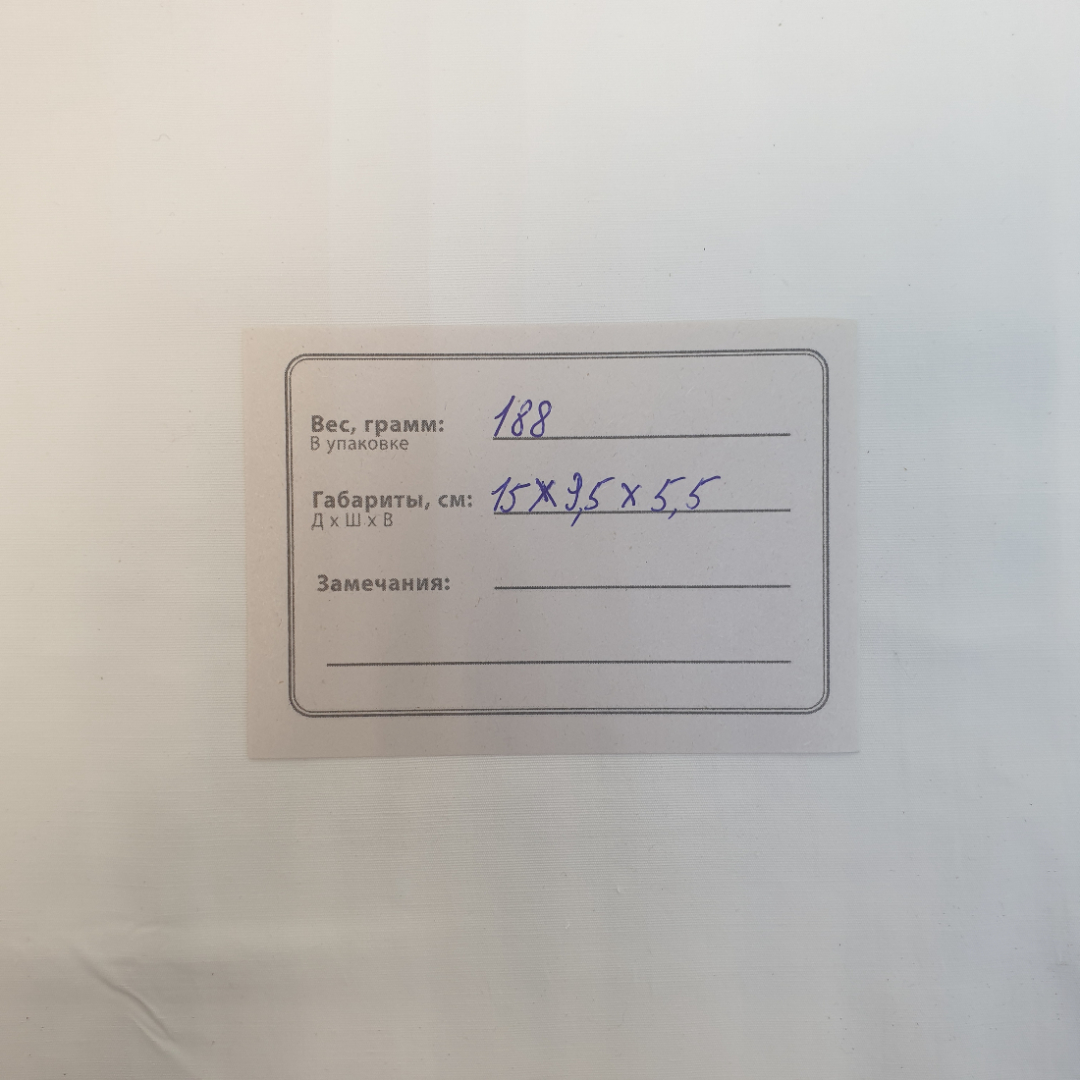 Вес, грамм: 188
В упаковке
Габариты, см: 15 х 9,5 х 5,5
Д х Ш х В
Замечания: